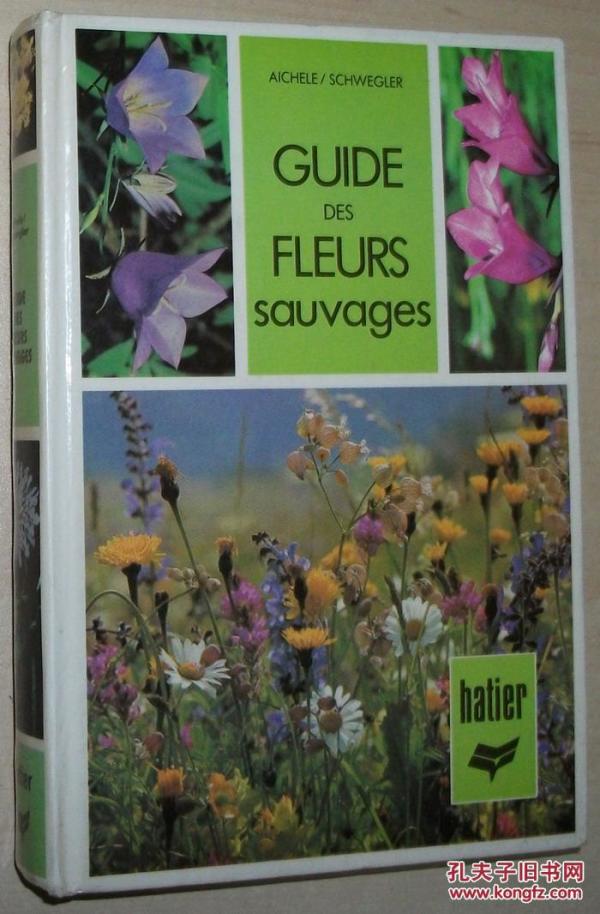 AICHELE/SCHWEGLER
GUIDE
DES
FLEURS
sauvages
hatier
孔夫子旧书网
www.kongfz.com